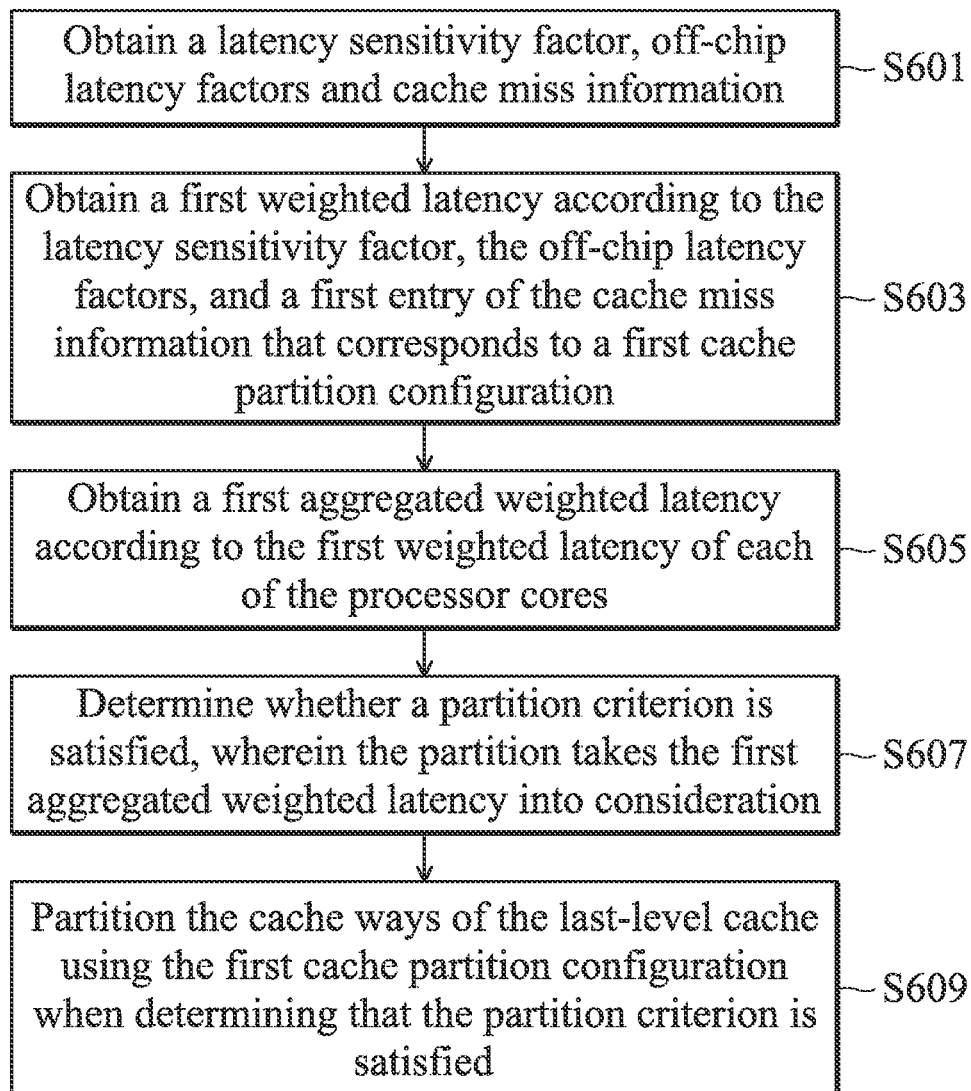 Obtain a latency sensitivity factor, off-chip
latency factors and cache miss information
S601
Obtain a first weighted latency according to the
latency sensitivity factor, the off-chip latency
factors, and a first entry of the cache miss
information that corresponds to a first cache
partition configuration
S603
Obtain a first aggregated weighted latency
according to the first weighted latency of each
of the processor cores
S605
Determine whether a partition criterion is
satisfied, wherein the partition takes the first
aggregated weighted latency into consideration
S607
Partition the cache ways of the last-level cache
using the first cache partition configuration
when determining that the partition criterion is
satisfied
S609